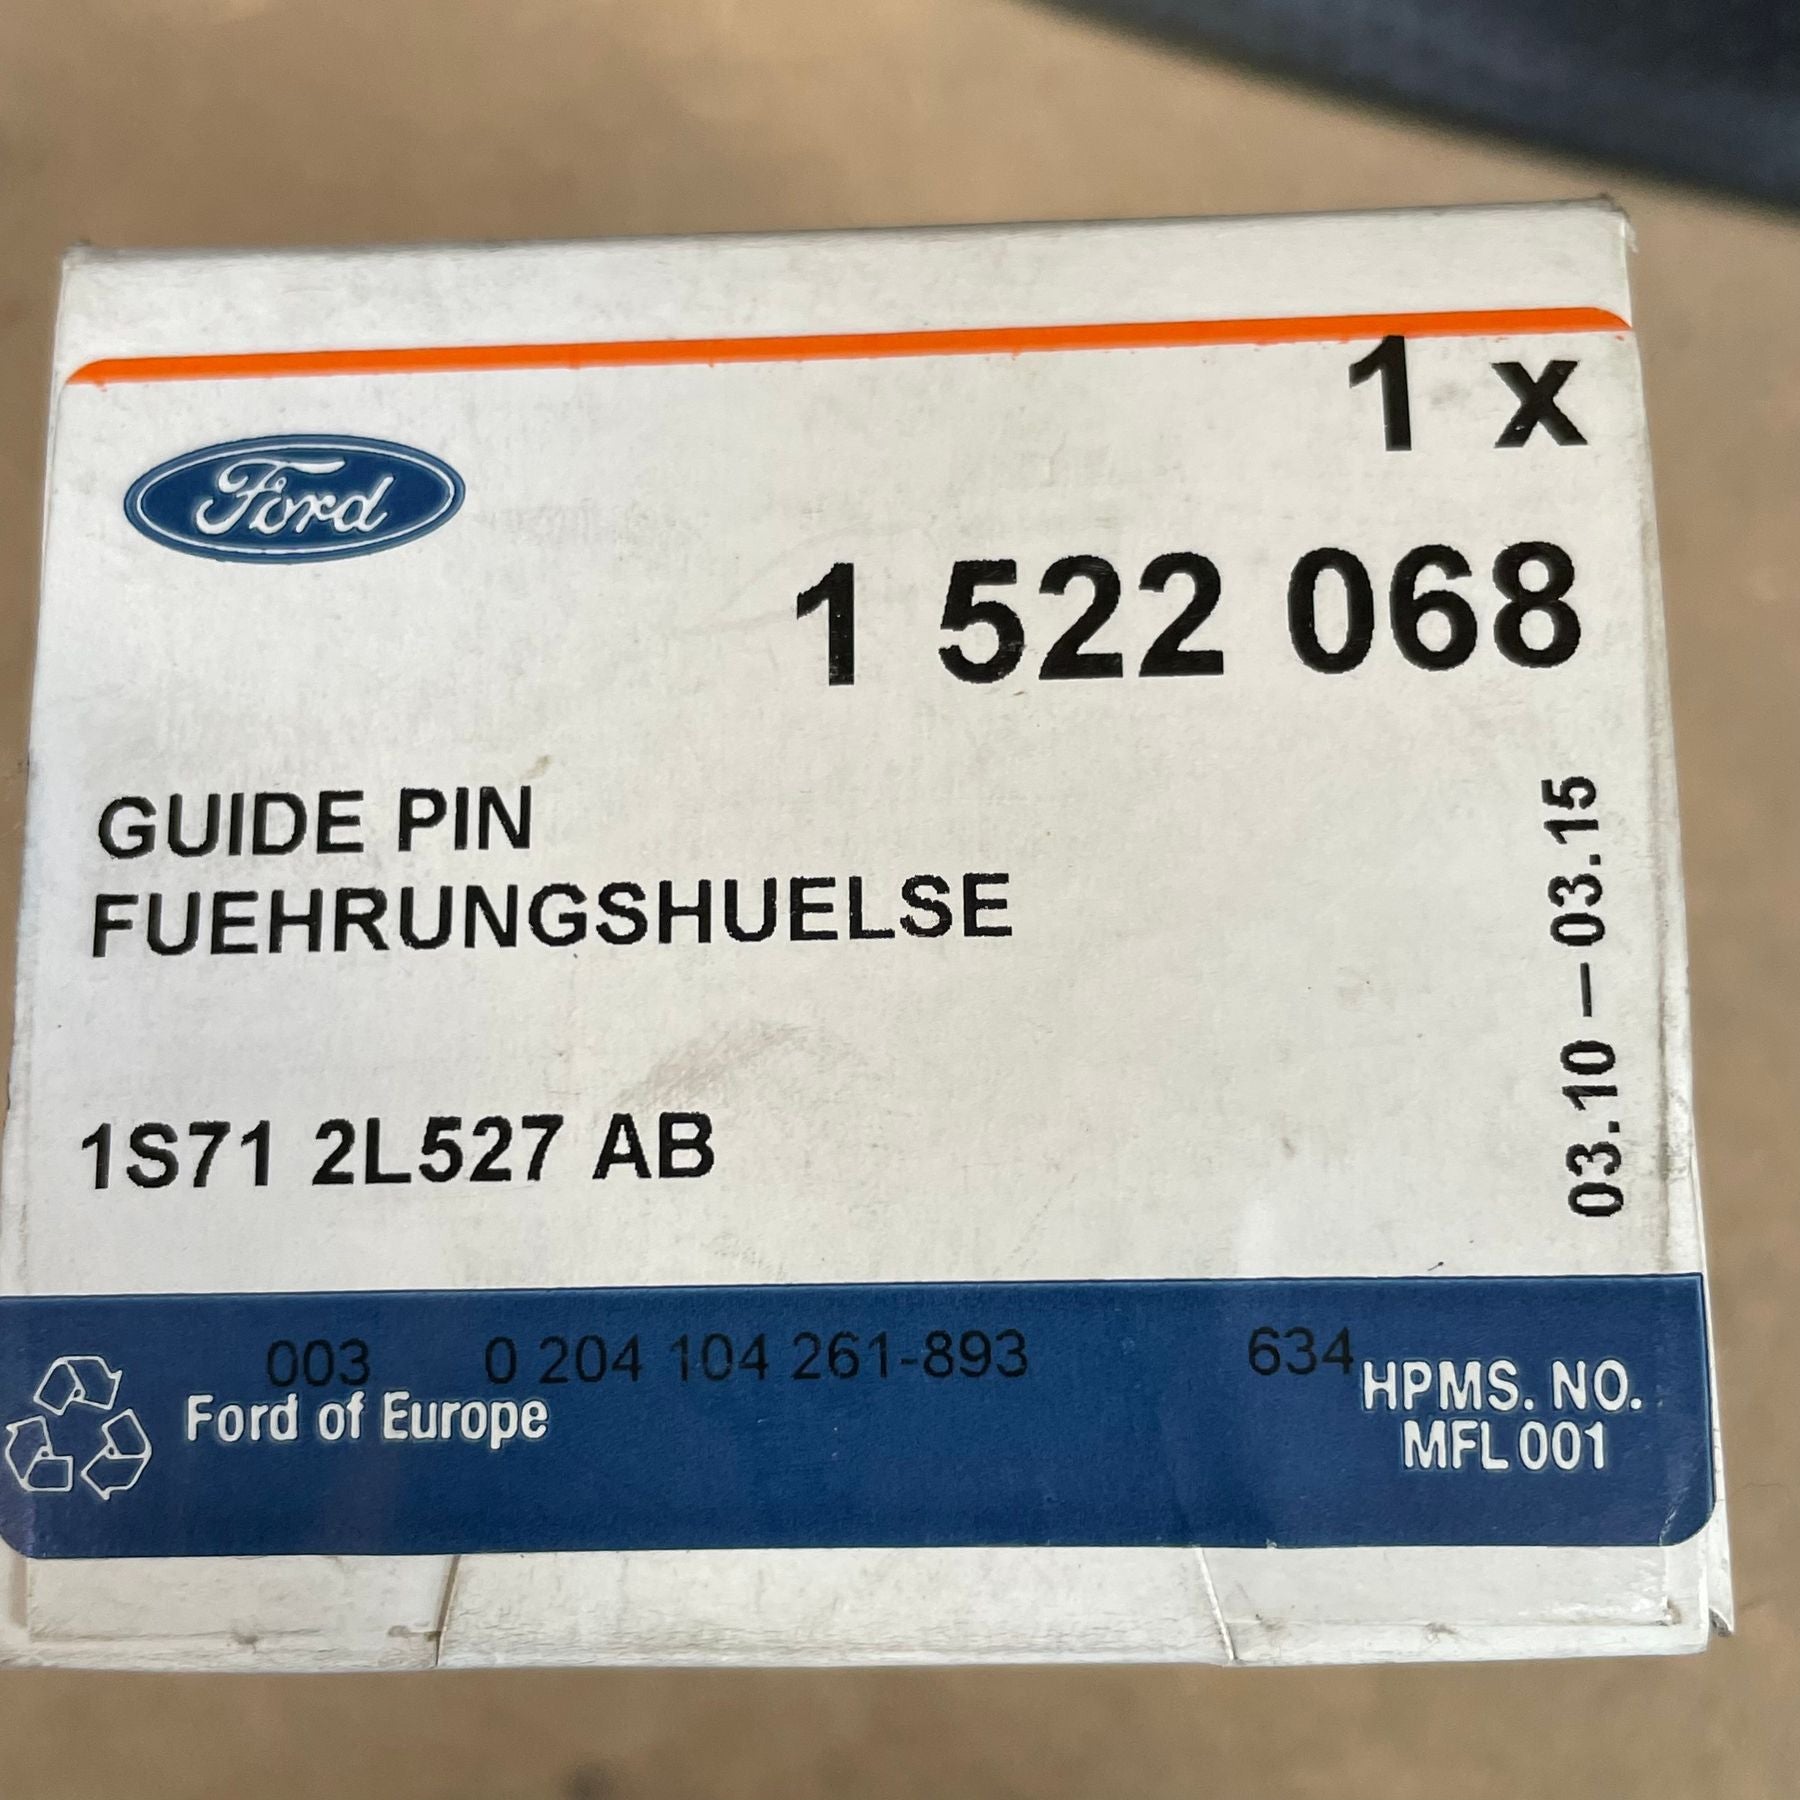 1 x
Ford
1 522 068
GUIDE PIN
FUEHRUNGSHUELSE
03.10 – 03.15
1S71 2L527 AB
003 0 204 104 261-893 634
Ford of Europe
HPMS. NO.
MFL 001